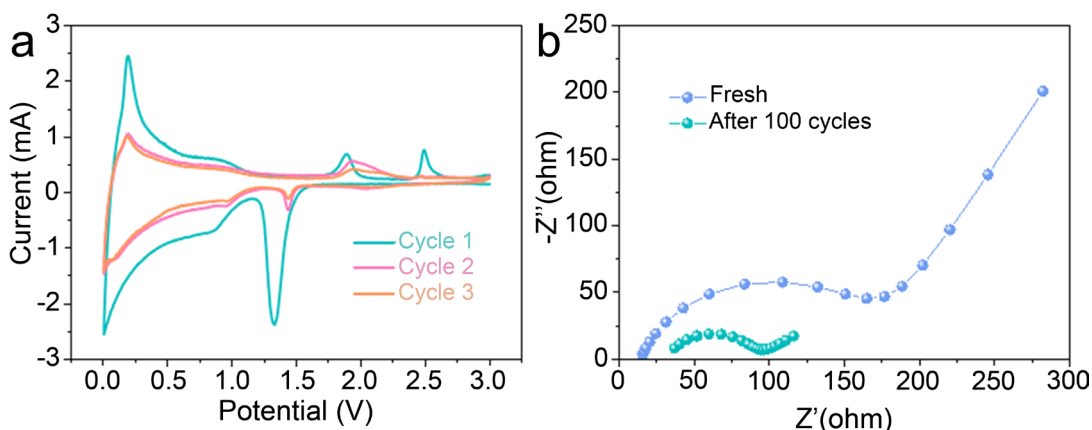 a
3
2
1
0
-1
-2
-3
Current (mA)
0.0 0.5 1.0 1.5 2.0 2.5 3.0
Potential (V)
Cycle 1
Cycle 2
Cycle 3
b
250
200
150
100
50
0
-Z''(ohm)
0 50 100 150 200 250 300
Z'(ohm)
Fresh
After 100 cycles